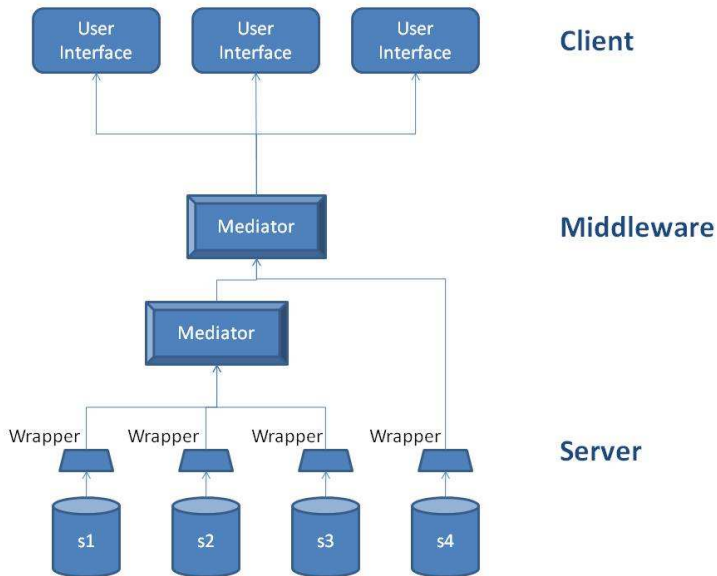 User
Interface
User
Interface
User
Interface
Client
Mediator
Middleware
Mediator
Wrapper
Wrapper
Wrapper
Wrapper
Server
s1
s2
s3
s4